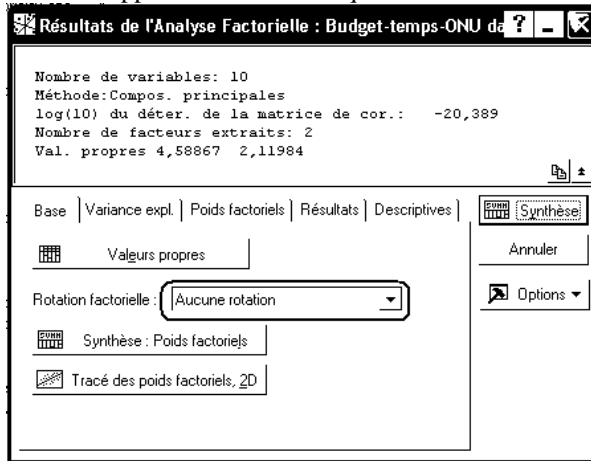 Résultats de l'Analyse Factorielle : Budget-temps-ONU da
Nombre de variables: 10
Méthode:Compos. principales
log(10) du déter. de la matrice de cor.: -20,389
Nombre de facteurs extraits: 2
Val. propres 4,58867 2,11984
Base Variance expl. Poids factoriels Résultats Descriptives
Synthèse
Valeurs propres
Annuler
Rotation factorielle : Aucune rotation
Options
Synthèse : Poids factoriels
Tracé des poids factoriels, 2D